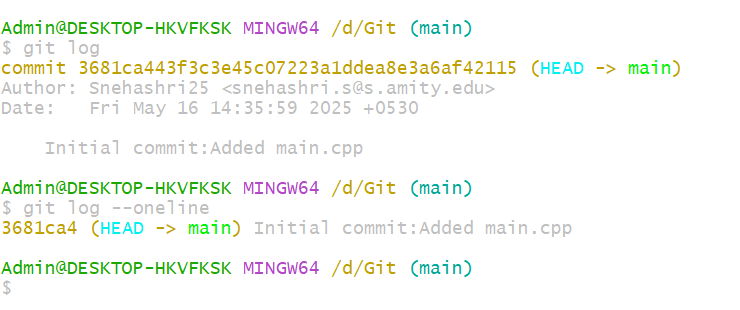 Admin@DESKTOP-HKVFKSK MINGW64 /d/Git (main)
$ git log
commit 3681ca443f3c3e45c07223a1ddea8e3a6af42115 (HEAD -> main)
Author: Snehashri25 <snehashri.s@s.amity.edu>
Date:   Fri May 16 14:35:59 2025 +0530
    Initial commit:Added main.cpp
Admin@DESKTOP-HKVFKSK MINGW64 /d/Git (main)
$ git log --oneline
3681ca4 (HEAD -> main) Initial commit:Added main.cpp
Admin@DESKTOP-HKVFKSK MINGW64 /d/Git (main)
$